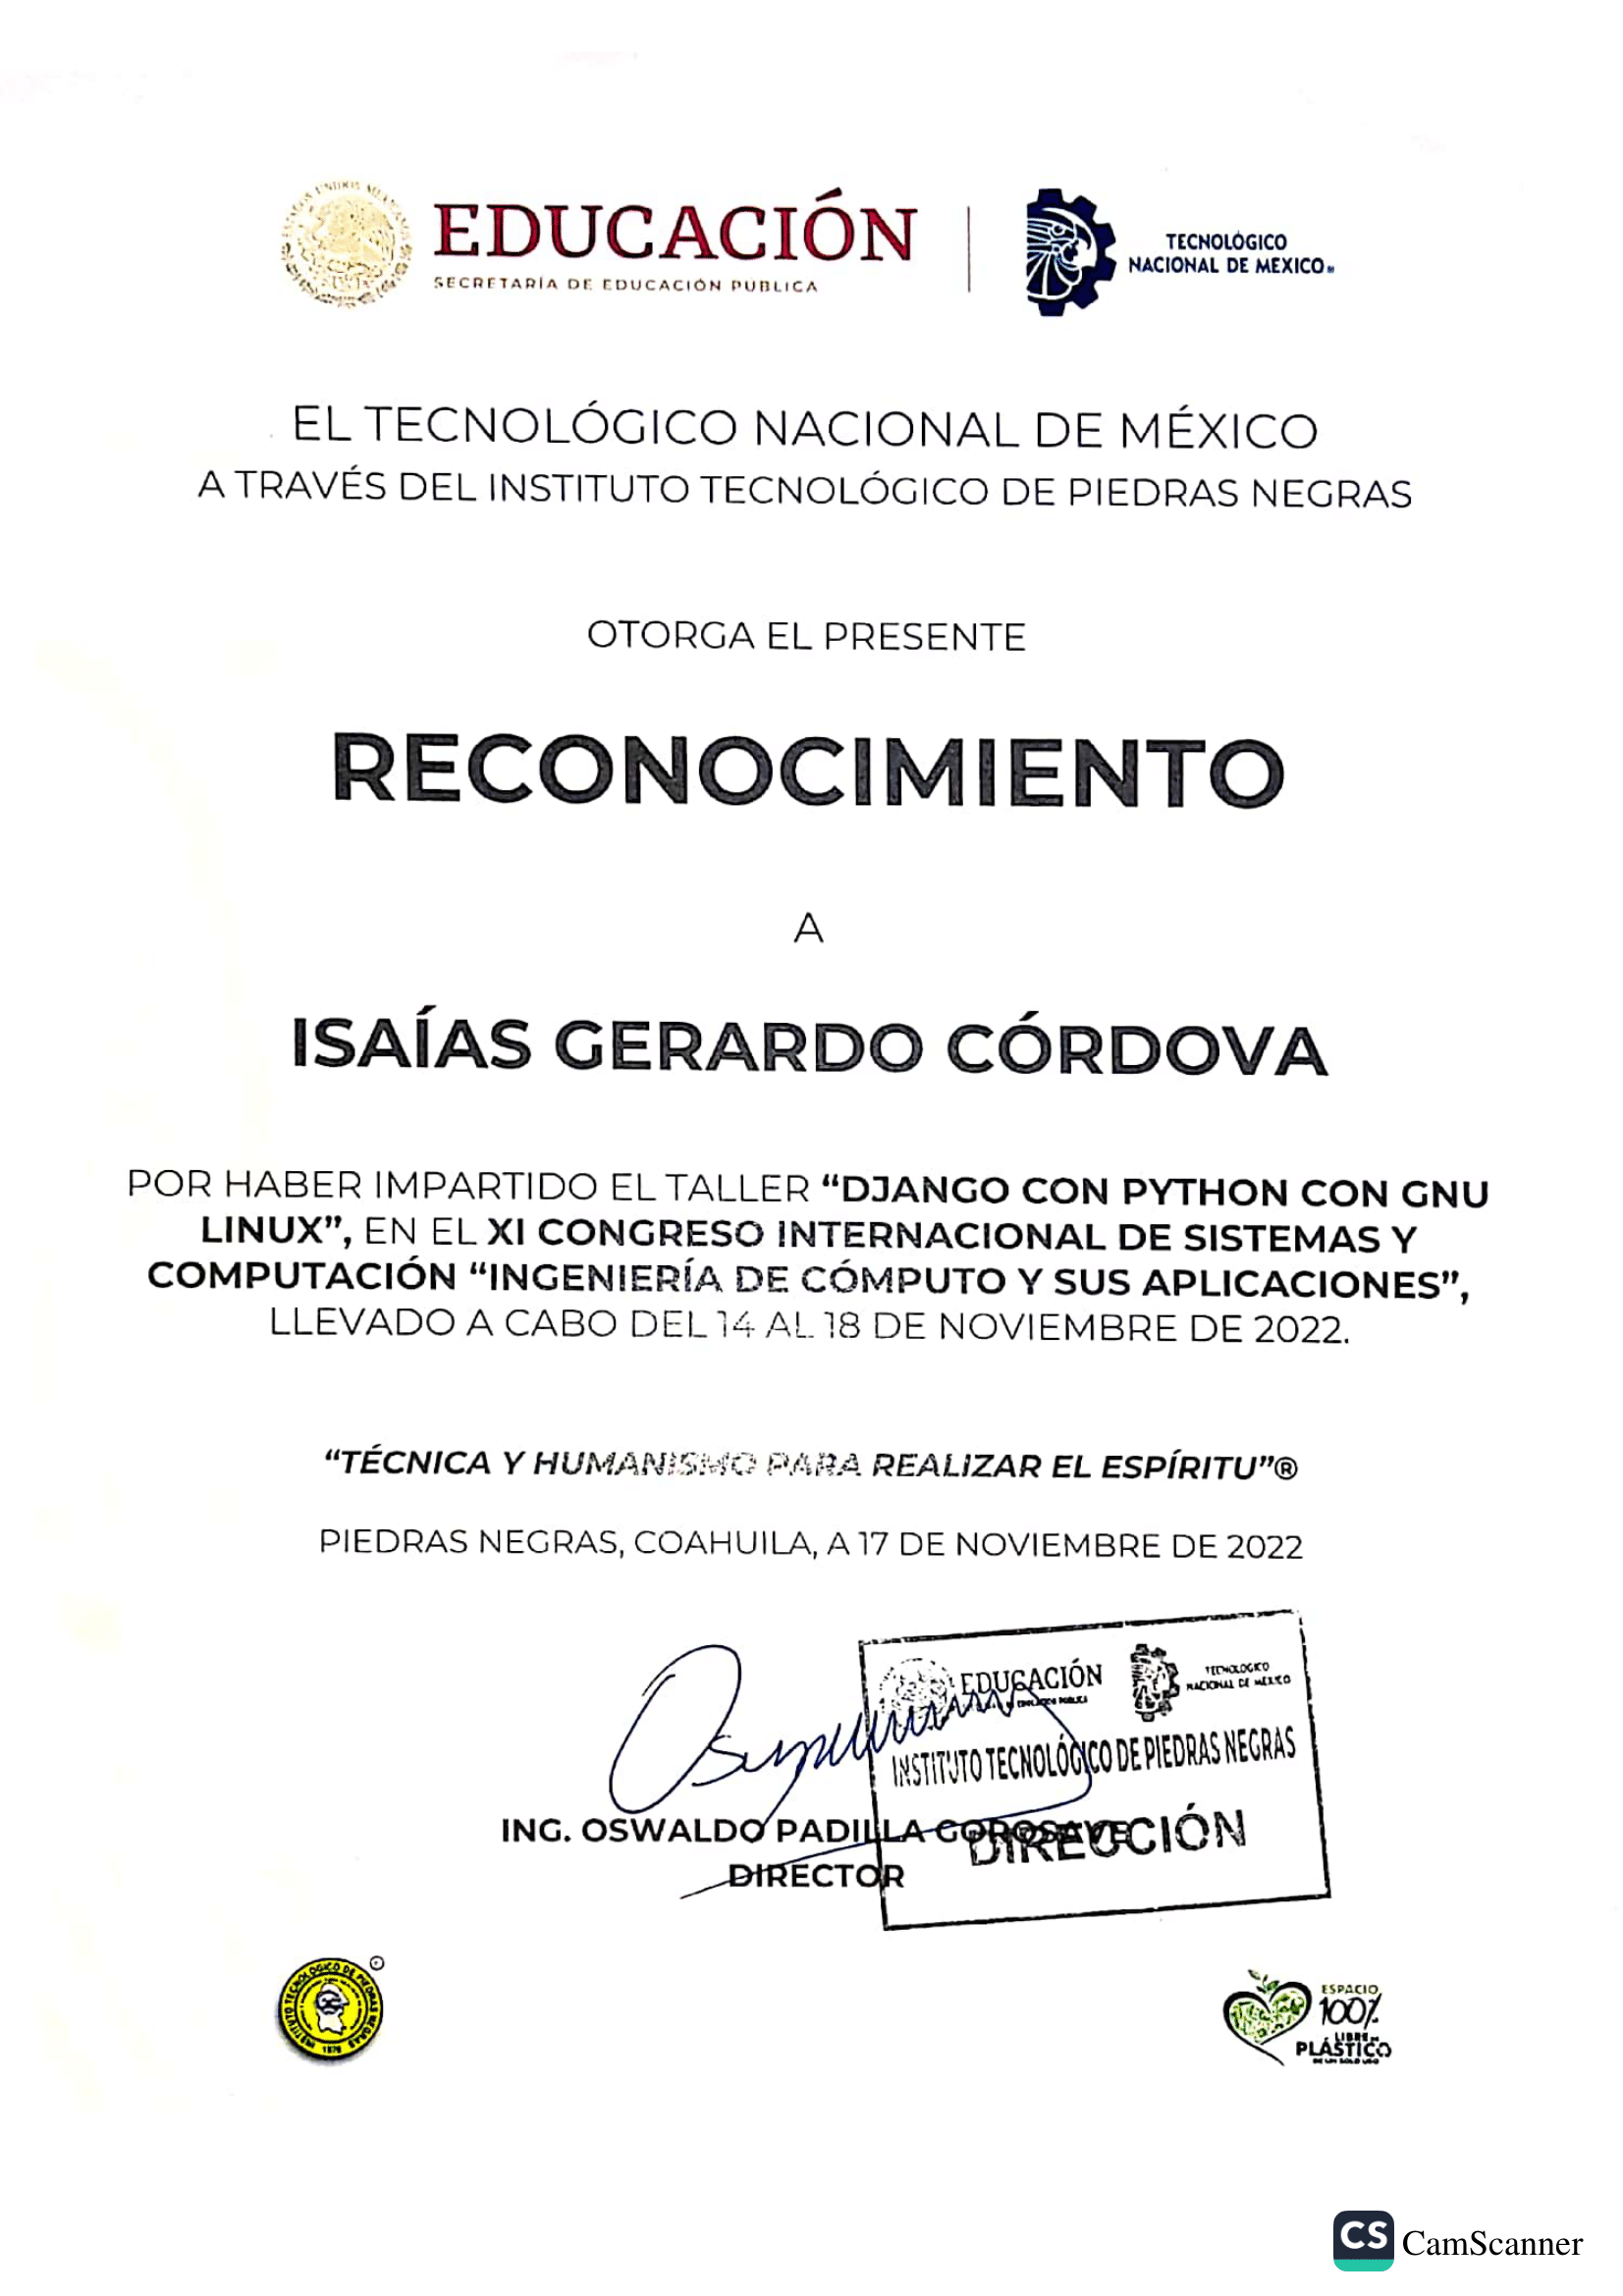 EDUCACIÓN
SECRETARÍA DE EDUCACIÓN PÚBLICA
TECNOLÓGICO
NACIONAL DE MEXICO
EL TECNOLÓGICO NACIONAL DE MÉXICO
A TRAVÉS DEL INSTITUTO TECNOLÓGICO DE PIEDRAS NEGRAS
OTORGA EL PRESENTE
RECONOCIMIENTO
A
ISAÍAS GERARDO CÓRDOVA
POR HABER IMPARTIDO EL TALLER “DJANGO CON PYTHON CON GNU
LINUX”, EN EL XI CONGRESO INTERNACIONAL DE SISTEMAS Y
COMPUTACIÓN “INGENIERÍA DE CÓMPUTO Y SUS APLICACIONES”,
LLEVADO A CABO DEL 14 AL 18 DE NOVIEMBRE DE 2022.
“TÉCNICA Y HUMANISMO PARA REALIZAR EL ESPÍRITU”®
PIEDRAS NEGRAS, COAHUILA, A 17 DE NOVIEMBRE DE 2022
EDUCACIÓN
TECNOLOGICO
NACIONAL DE MEXICO
INSTITUTO TECNOLÓGICO DE PIEDRAS NEGRAS
DIRECCIÓN
ING. OSWALDO PADILLA GOROSAVE
DIRECTOR
INSTITUTO TECNOLOGICO DE PIEDRAS NEGRAS
1976
ESPACIO
100%
LIBRE DE
PLÁSTICO
DE UN SOLO USO
CS CamScanner